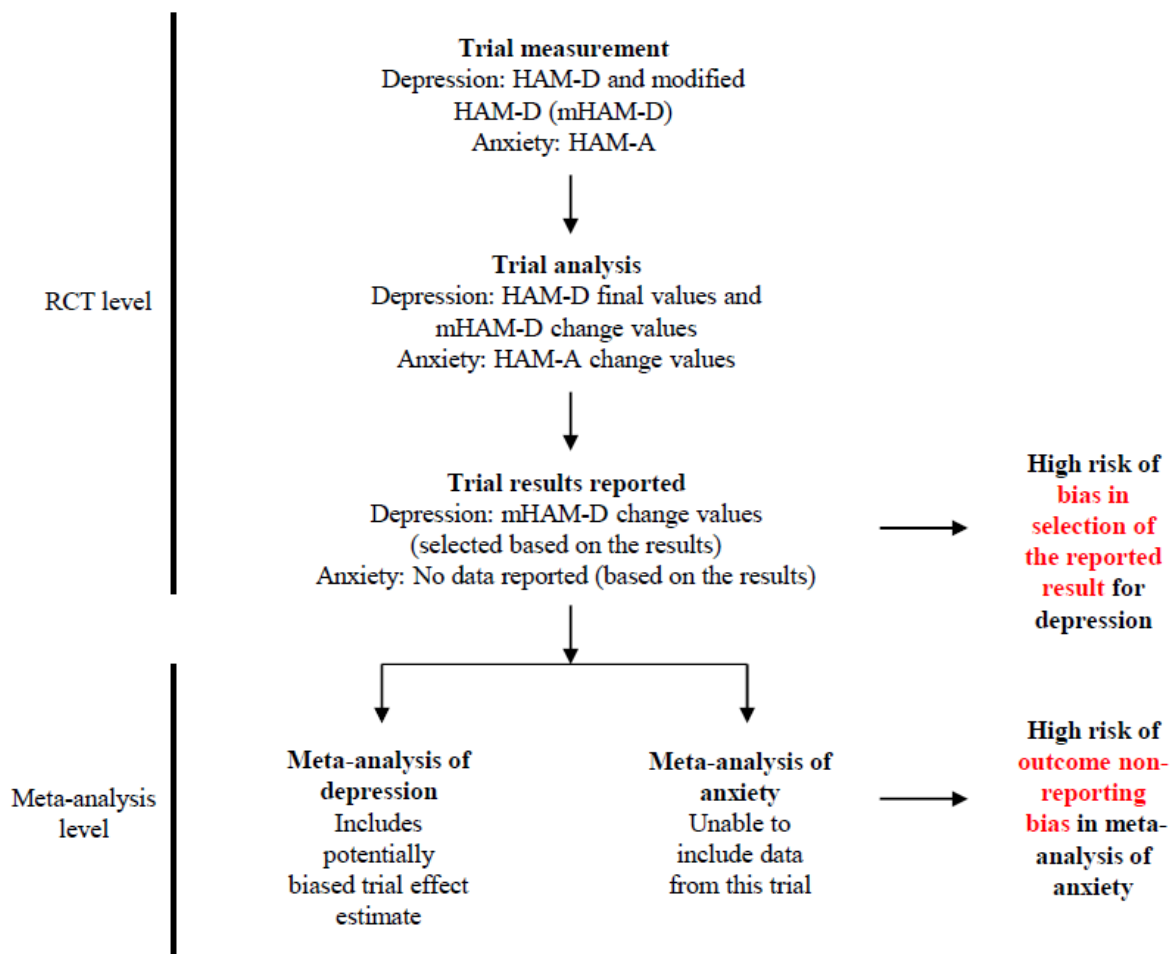 Trial measurement
Depression: HAM-D and modified
HAM-D (mHAM-D)
Anxiety: HAM-A
RCT level
Trial analysis
Depression: HAM-D final values and
mHAM-D change values
Anxiety: HAM-A change values
Trial results reported
Depression: mHAM-D change values
(selected based on the results)
Anxiety: No data reported (based on the results)
High risk of
bias in
selection of
the reported
result for
depression
Meta-analysis
level
Meta-analysis of
depression
Includes
potentially
biased trial effect
estimate
Meta-analysis of
anxiety
Unable to
include data
from this trial
High risk of
outcome non-
reporting
bias in meta-
analysis of
anxiety